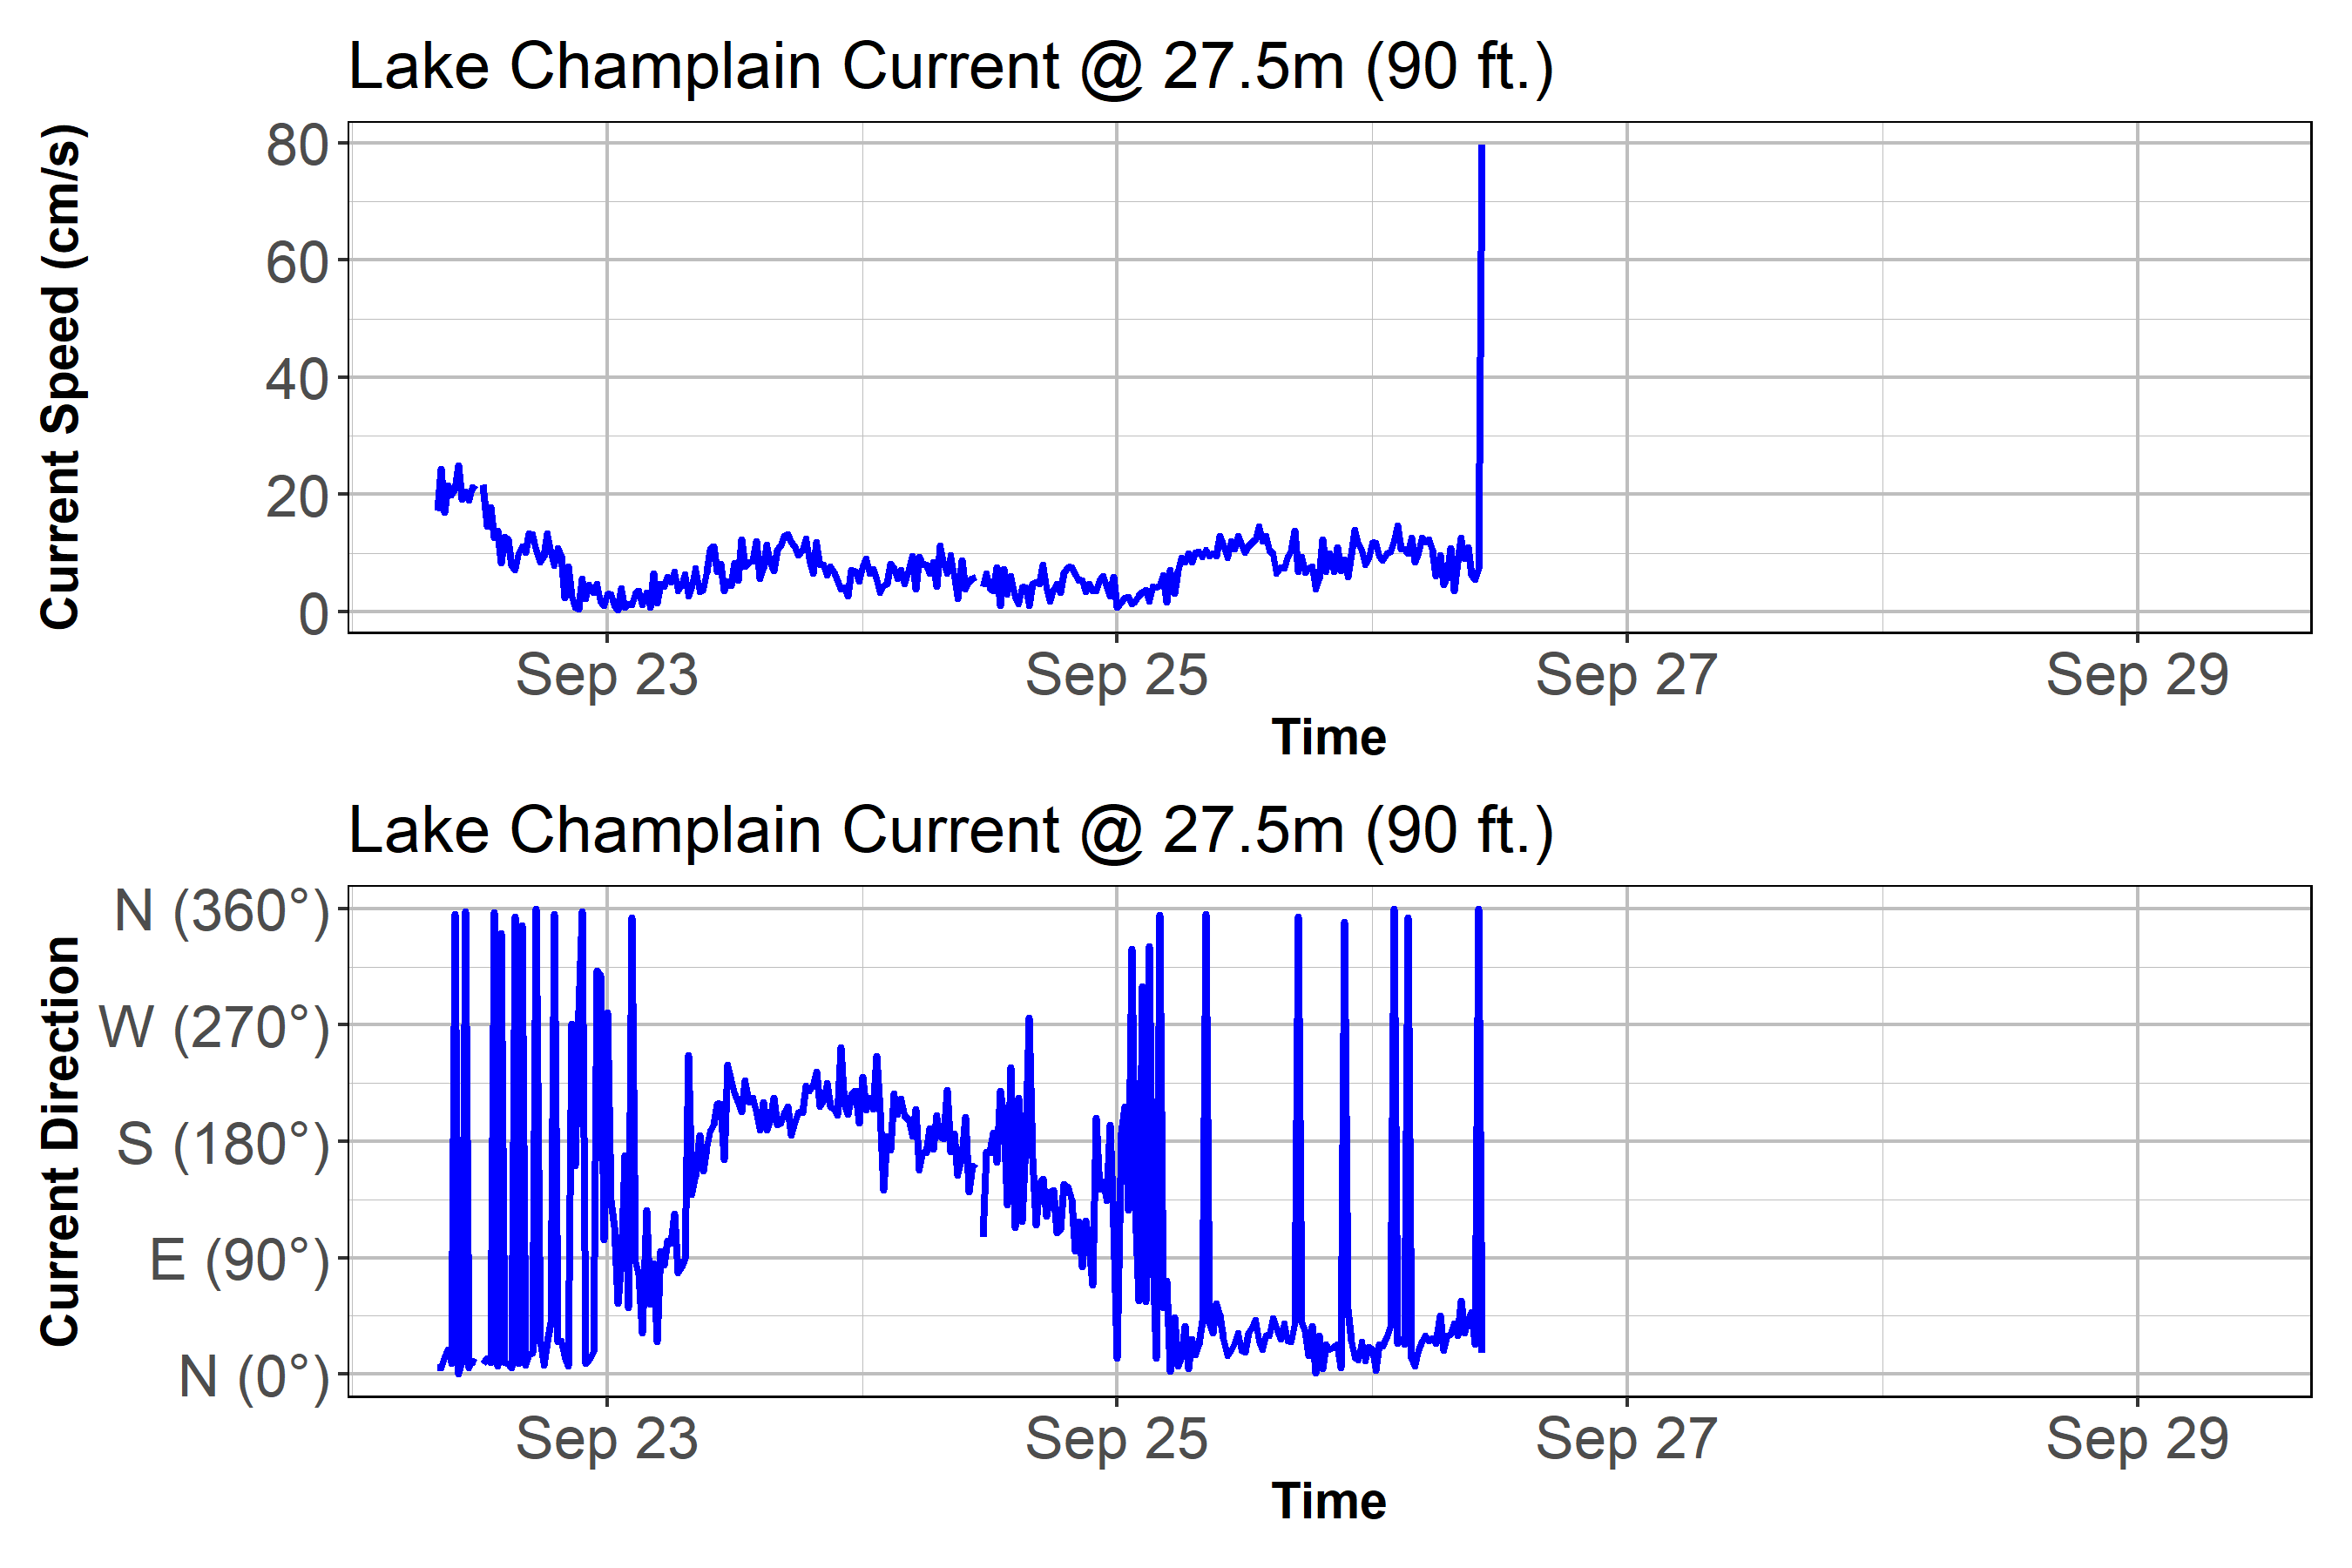 Lake Champlain Current @ 27.5m (90 ft.)
Current Speed (cm/s)
80
60
40
20
0
Sep 23 Sep 25 Sep 27 Sep 29
Time
Lake Champlain Current @ 27.5m (90 ft.)
Current Direction
N (360°)
W (270°)
S (180°)
E (90°)
N (0°)
Sep 23 Sep 25 Sep 27 Sep 29
Time